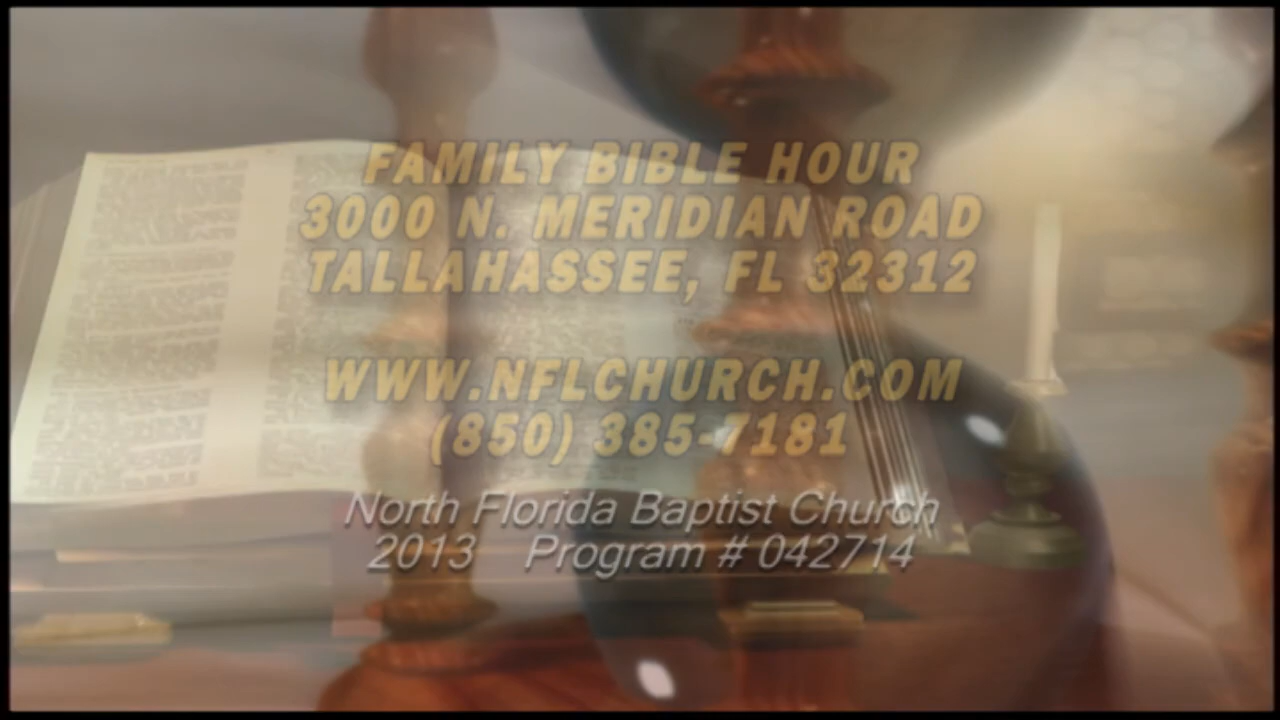 FAMILY BIBLE HOUR
3000 N. MERIDIAN ROAD
TALLAHASSEE, FL 32312
WWW.NFLCHURCH.COM
(850) 385-7181
North Florida Baptist Church
2013 Program # 042714